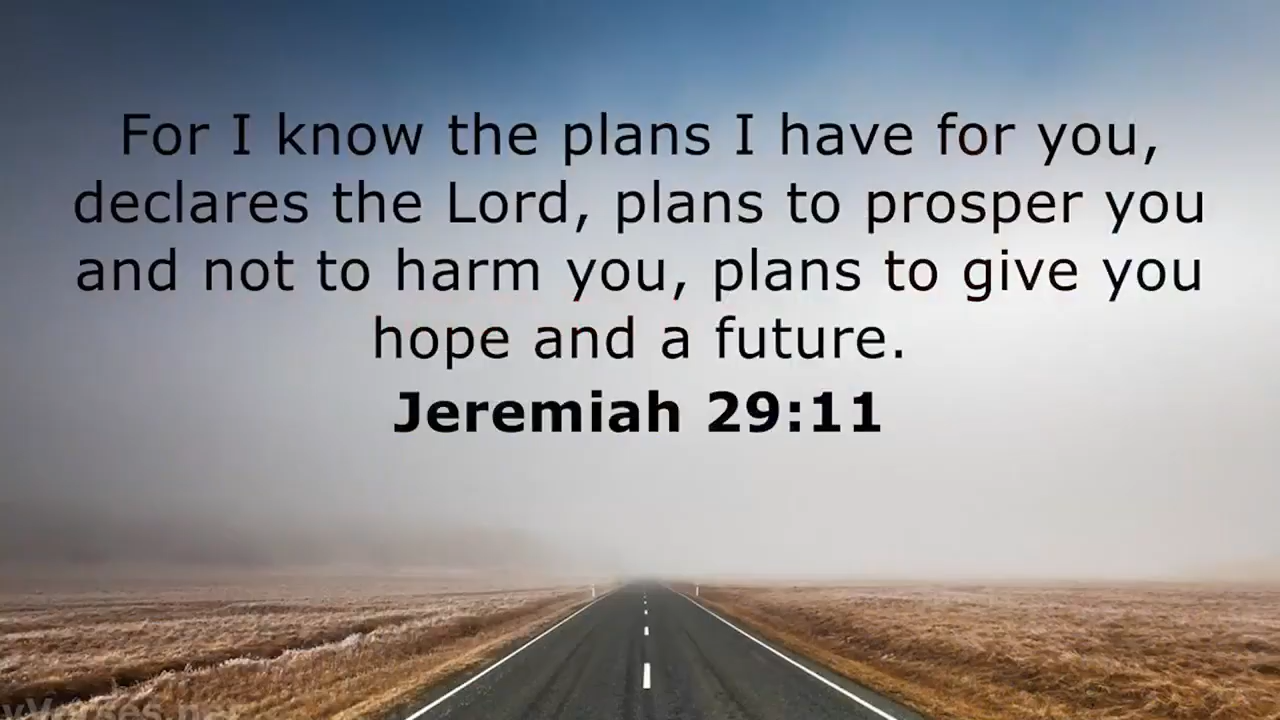 For I know the plans I have for you,
declares the Lord, plans to prosper you
and not to harm you, plans to give you
hope and a future.
Jeremiah 29:11